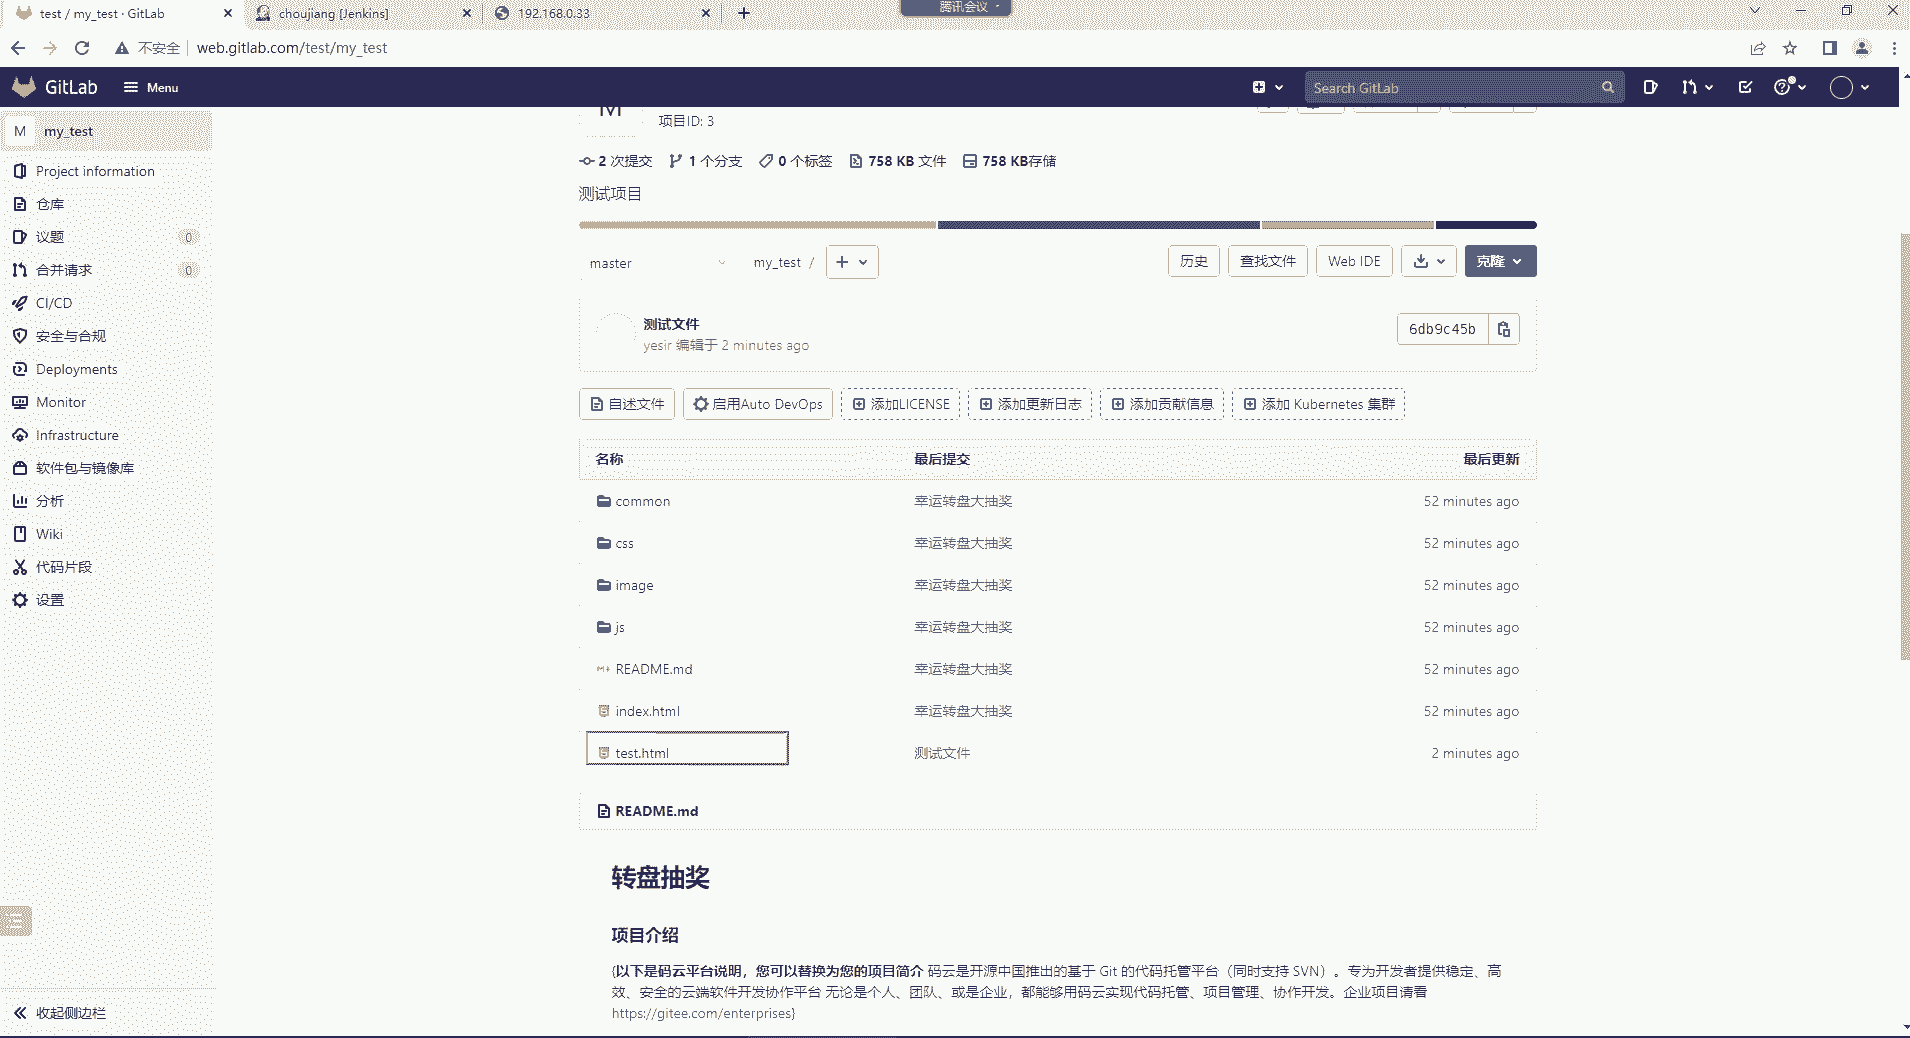 test / my_test · GitLab
choujiang [Jenkins]
192.168.0.33
腾讯会议
不安全
web.gitlab.com/test/my_test
GitLab
Menu
Search GitLab
M
my_test
项目ID: 3
Project information
2 次提交
1 个分支
0 个标签
758 KB 文件
758 KB存储
仓库
测试项目
议题
0
合并请求
0
master
my_test /
历史
查找文件
Web IDE
克隆
CI/CD
安全与合规
测试文件
6db9c45b
yesir 编辑于 2 minutes ago
Deployments
Monitor
自述文件
启用Auto DevOps
添加LICENSE
添加更新日志
添加贡献信息
添加 Kubernetes 集群
Infrastructure
软件包与镜像库
名称
最后提交
最后更新
分析
common
幸运转盘大抽奖
52 minutes ago
Wiki
css
幸运转盘大抽奖
52 minutes ago
代码片段
image
幸运转盘大抽奖
52 minutes ago
设置
js
幸运转盘大抽奖
52 minutes ago
README.md
幸运转盘大抽奖
52 minutes ago
index.html
幸运转盘大抽奖
52 minutes ago
test.html
测试文件
2 minutes ago
README.md
转盘抽奖
项目介绍
{以下是码云平台说明，您可以替换为您的项目简介 码云是开源中国推出的基于 Git 的代码托管平台（同时支持 SVN）。专为开发者提供稳定、高
效、安全的云端软件开发协作平台 无论是个人、团队、或是企业，都能够用码云实现代码托管、项目管理、协作开发。企业项目请看
https://gitee.com/enterprises}
收起侧边栏